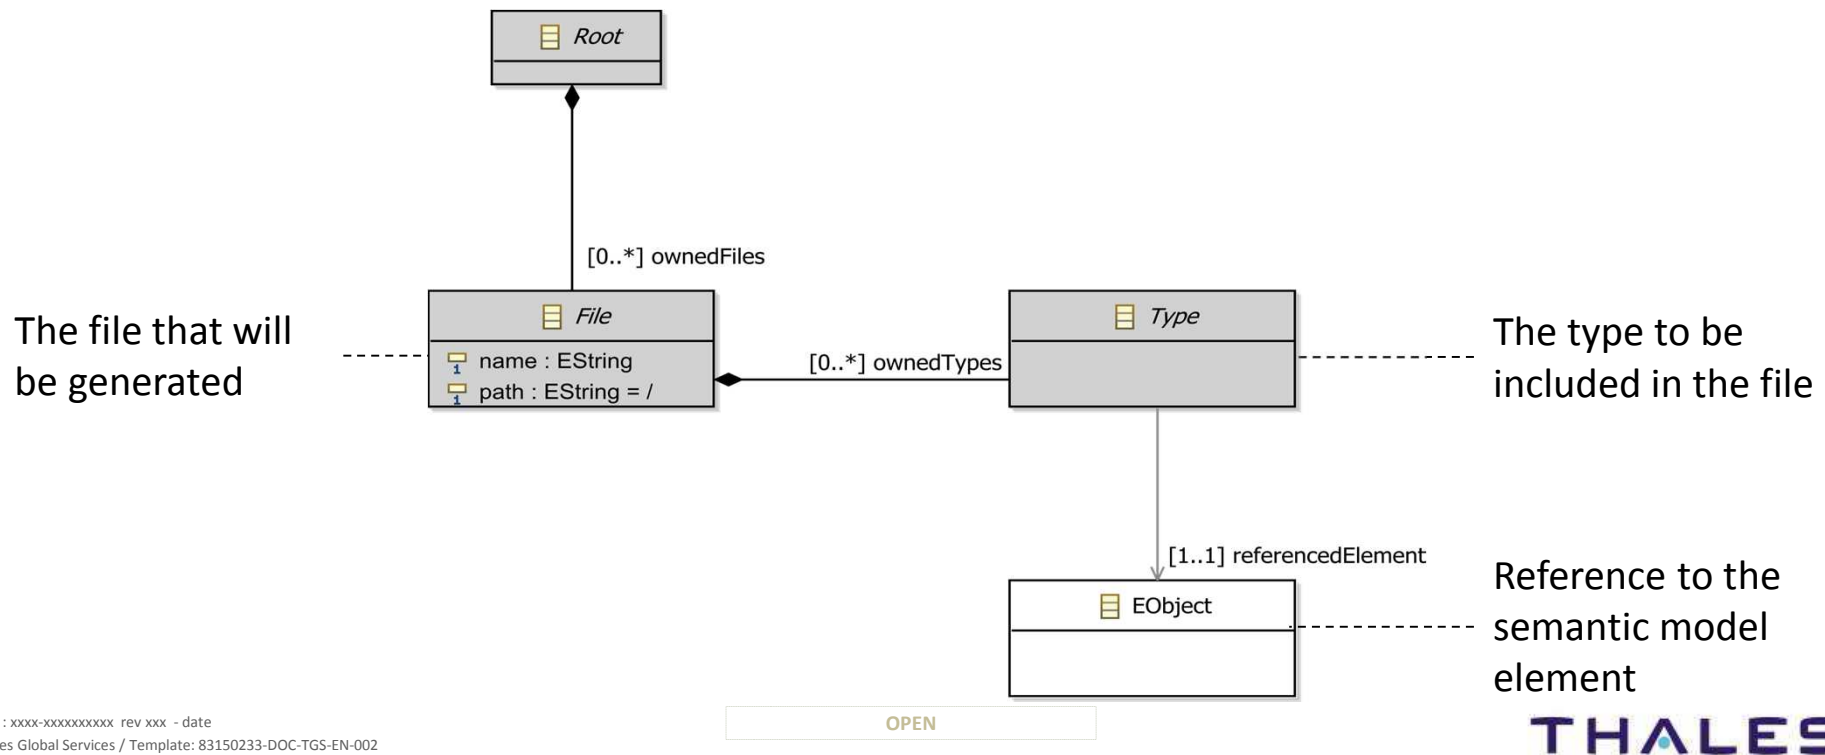 Root
[0..*] ownedFiles
The file that will
be generated
File
name : EString
path : EString = /
[0..*] ownedTypes
Type
The type to be
included in the file
[1..1] referencedElement
EObject
Reference to the
semantic model
element
: xxxx-xxxxxxxxxx rev xxx - date
es Global Services / Template: 83150233-DOC-TGS-EN-002
OPEN
THALES